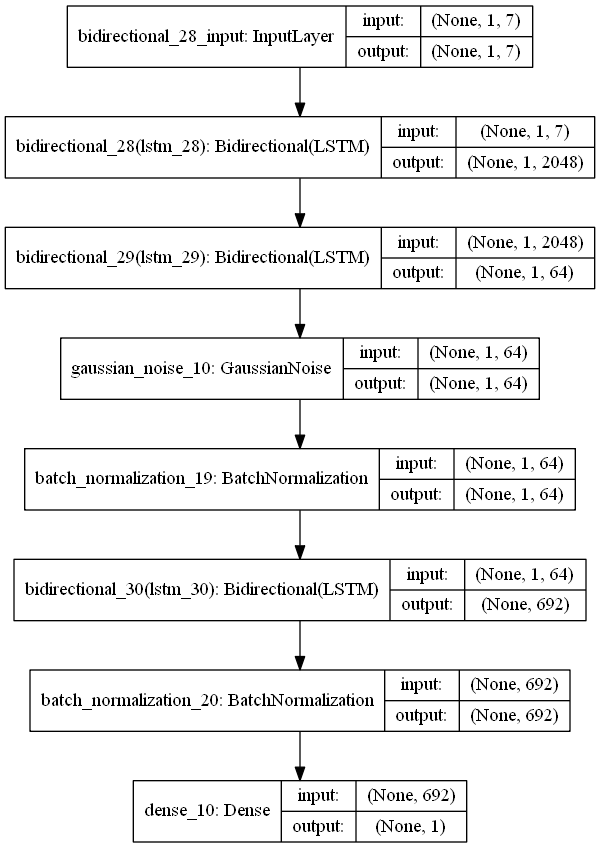 bidirectional_28_input: InputLayer
input: (None, 1, 7)
output: (None, 1, 7)
bidirectional_28(lstm_28): Bidirectional(LSTM)
input: (None, 1, 7)
output: (None, 1, 2048)
bidirectional_29(lstm_29): Bidirectional(LSTM)
input: (None, 1, 2048)
output: (None, 1, 64)
gaussian_noise_10: GaussianNoise
input: (None, 1, 64)
output: (None, 1, 64)
batch_normalization_19: BatchNormalization
input: (None, 1, 64)
output: (None, 1, 64)
bidirectional_30(lstm_30): Bidirectional(LSTM)
input: (None, 1, 64)
output: (None, 692)
batch_normalization_20: BatchNormalization
input: (None, 692)
output: (None, 692)
dense_10: Dense
input: (None, 692)
output: (None, 1)